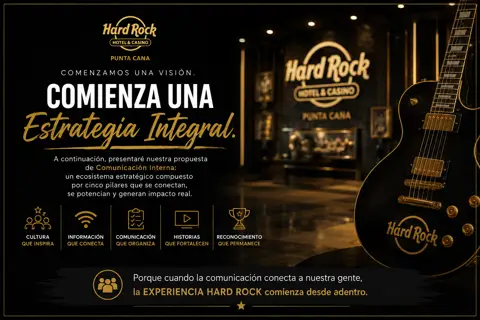 Hard Rock
HOTEL & CASINO
PUNTA CANA
COMENZAMOS UNA VISIÓN.
COMIENZA UNA
Estrategia Integral.
A continuación, presentaré nuestra propuesta
de Comunicación Interna:
un ecosistema estratégico compuesto
por cinco pilares que se conectan,
se potencian y generan impacto real.
CULTURA
QUE INSPIRA
INFORMACIÓN
QUE CONECTA
COMUNICACIÓN
QUE ORGANIZA
HISTORIAS
QUE FORTALECEN
RECONOCIMIENTO
QUE PERMANECE
Hard Rock
HOTEL & CASINO
PUNTA CANA
Hard Rock
Porque cuando la comunicación conecta a nuestra gente,
la EXPERIENCIA HARD ROCK comienza desde adentro.